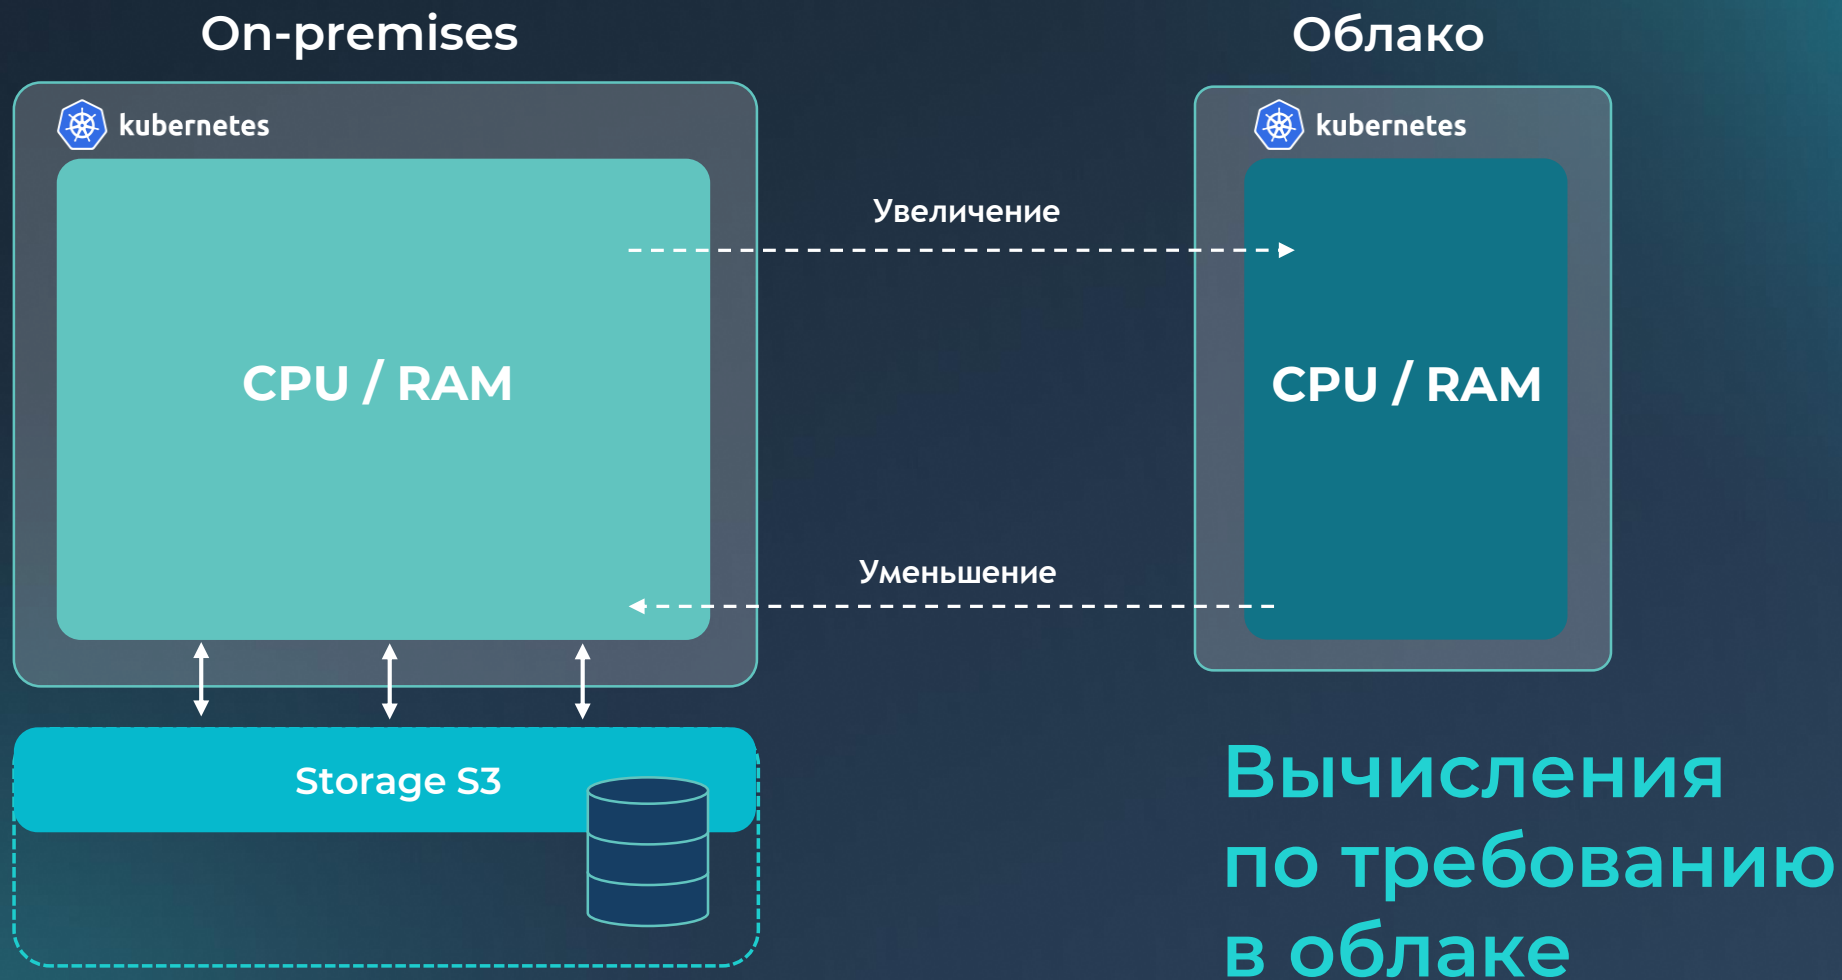 On-premises
Облако
kubernetes
kubernetes
Увеличение
CPU / RAM
CPU / RAM
Уменьшение
Storage S3
Вычисления
по требованию
в облаке